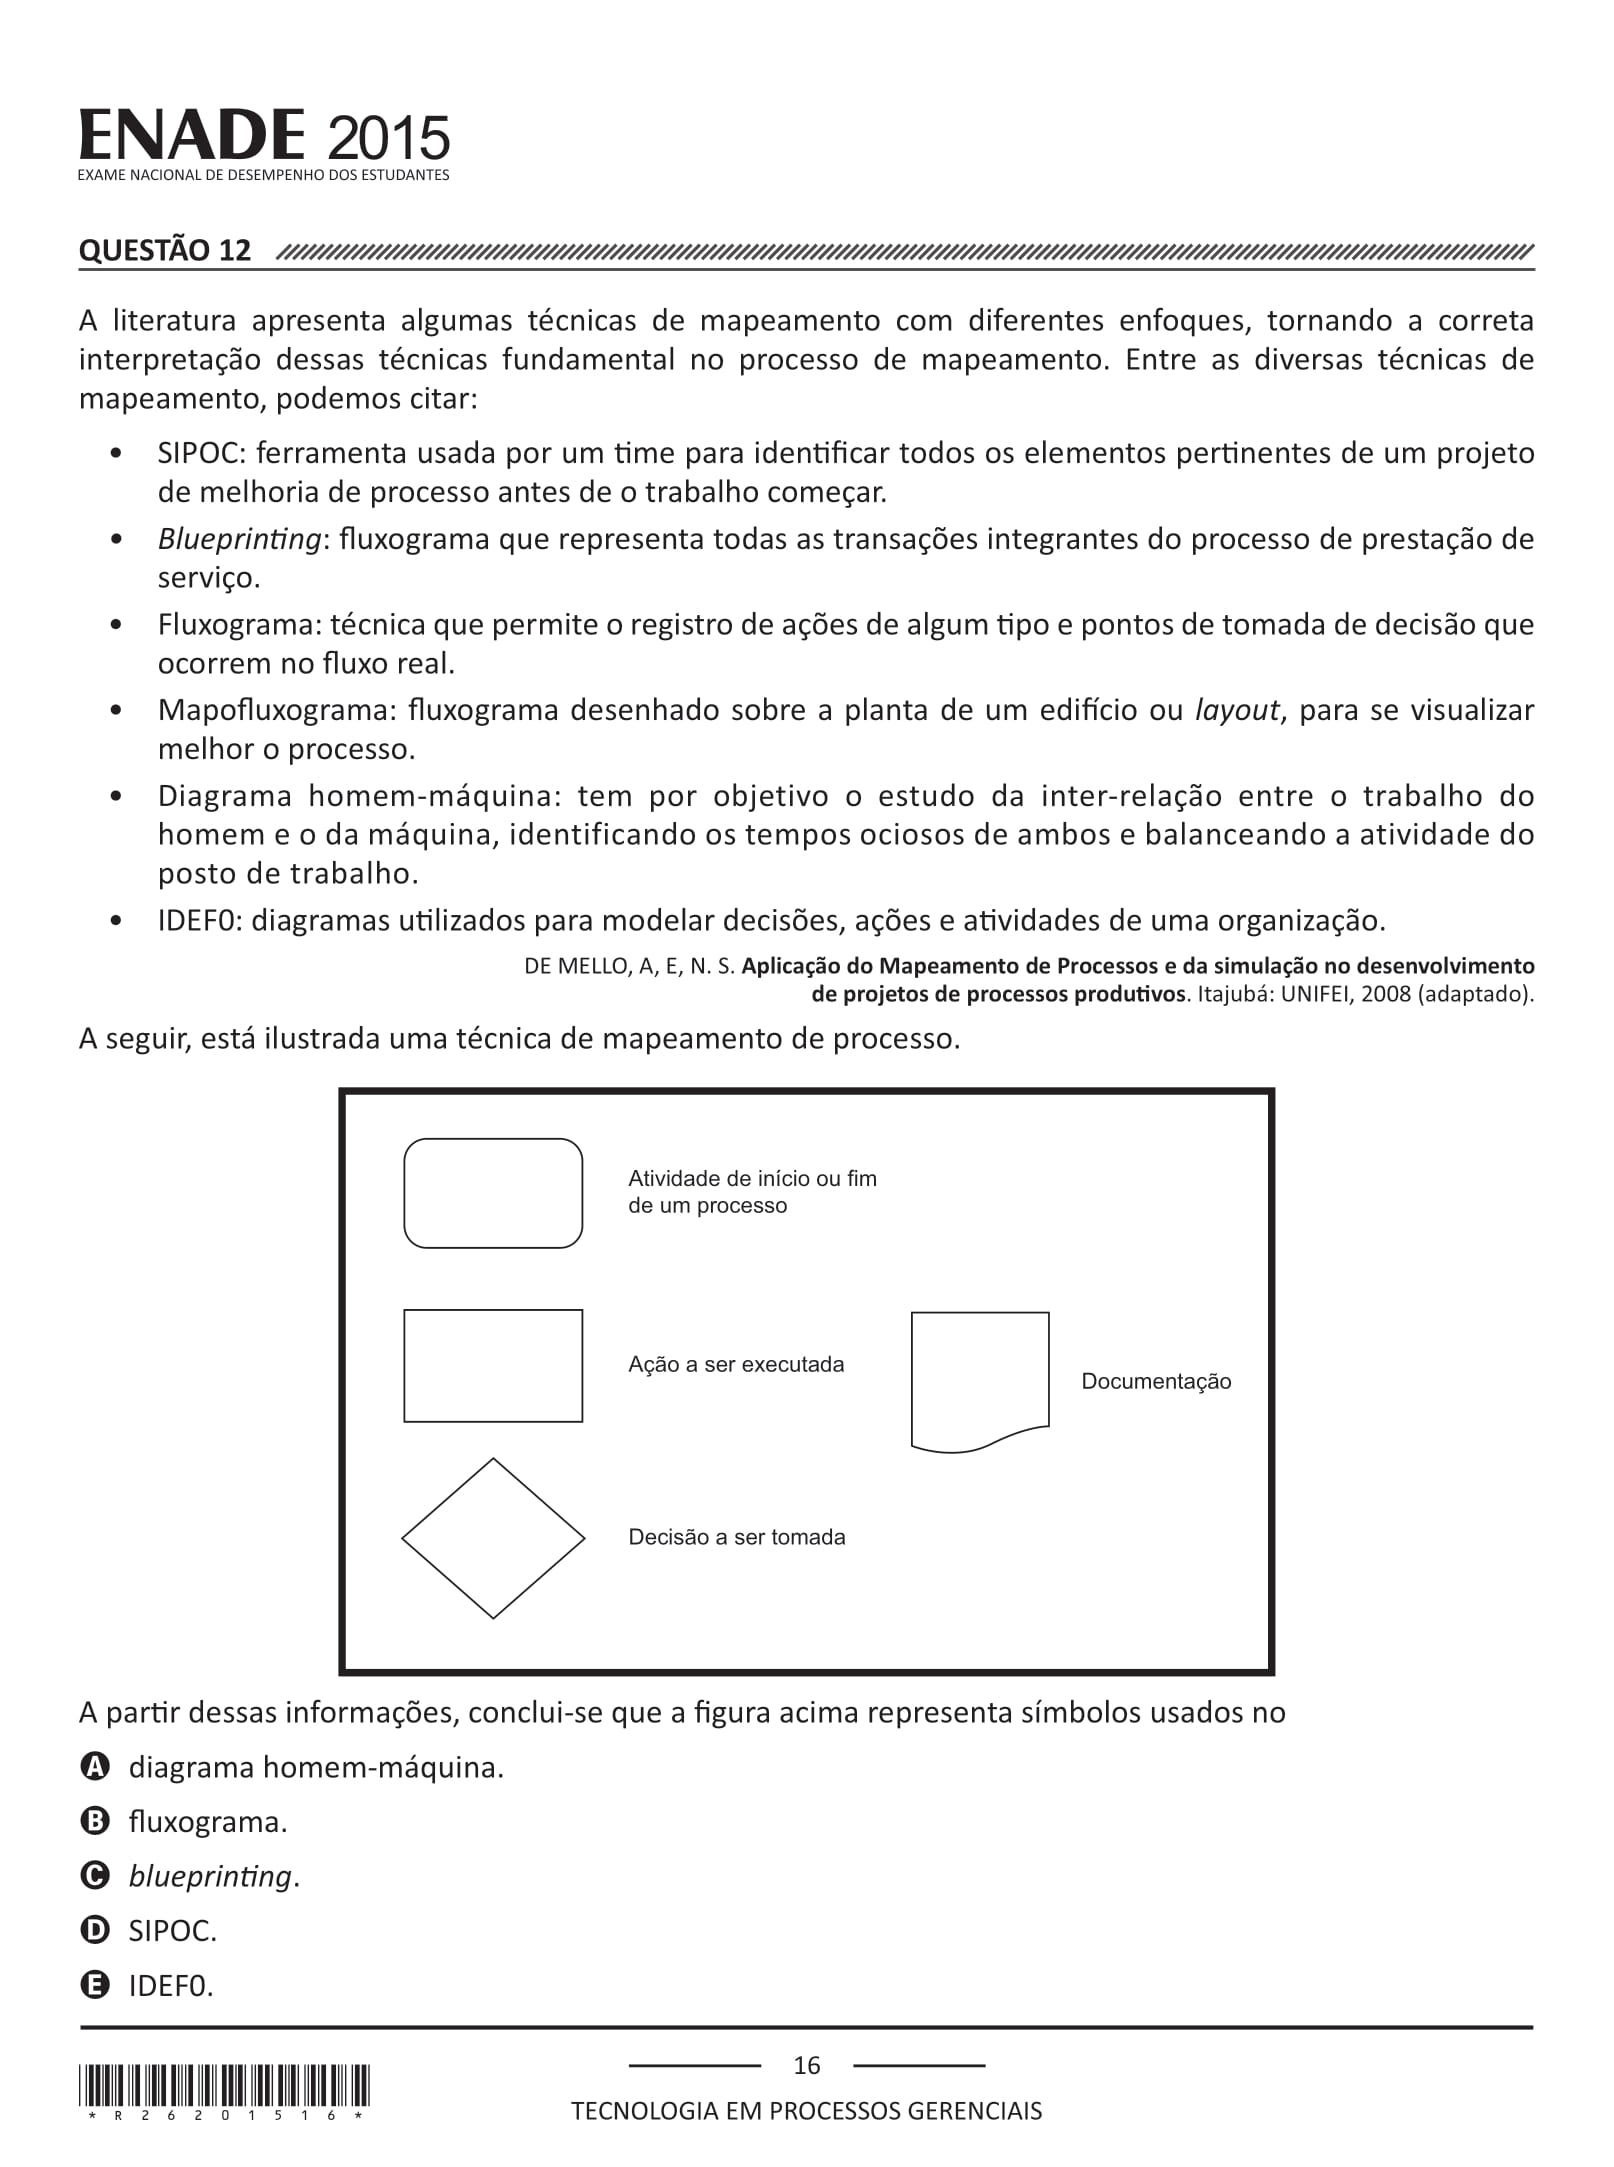 ENADE 2015
EXAME NACIONAL DE DESEMPENHO DOS ESTUDANTES
QUESTÃO 12
A literatura apresenta algumas técnicas de mapeamento com diferentes enfoques, tornando a correta
interpretação dessas técnicas fundamental no processo de mapeamento. Entre as diversas técnicas de
mapeamento, podemos citar:
• SIPOC: ferramenta usada por um time para identificar todos os elementos pertinentes de um projeto
de melhoria de processo antes de o trabalho começar.
• Blueprinting: fluxograma que representa todas as transações integrantes do processo de prestação de
serviço.
• Fluxograma: técnica que permite o registro de ações de algum tipo e pontos de tomada de decisão que
ocorrem no fluxo real.
• Mapofluxograma: fluxograma desenhado sobre a planta de um edifício ou layout, para se visualizar
melhor o processo.
• Diagrama homem-máquina: tem por objetivo o estudo da inter-relação entre o trabalho do
homem e o da máquina, identificando os tempos ociosos de ambos e balanceando a atividade do
posto de trabalho.
• IDEF0: diagramas utilizados para modelar decisões, ações e atividades de uma organização.
DE MELLO, A, E, N. S. Aplicação do Mapeamento de Processos e da simulação no desenvolvimento
de projetos de processos produtivos. Itajubá: UNIFEI, 2008 (adaptado).
A seguir, está ilustrada uma técnica de mapeamento de processo.
Atividade de início ou fim
de um processo
Ação a ser executada
Documentação
Decisão a ser tomada
A partir dessas informações, conclui-se que a figura acima representa símbolos usados no
A diagrama homem-máquina.
B fluxograma.
C blueprinting.
D SIPOC.
E IDEF0.
16
TECNOLOGIA EM PROCESSOS GERENCIAIS
* R 2 6 2 0 1 5 1 6 *